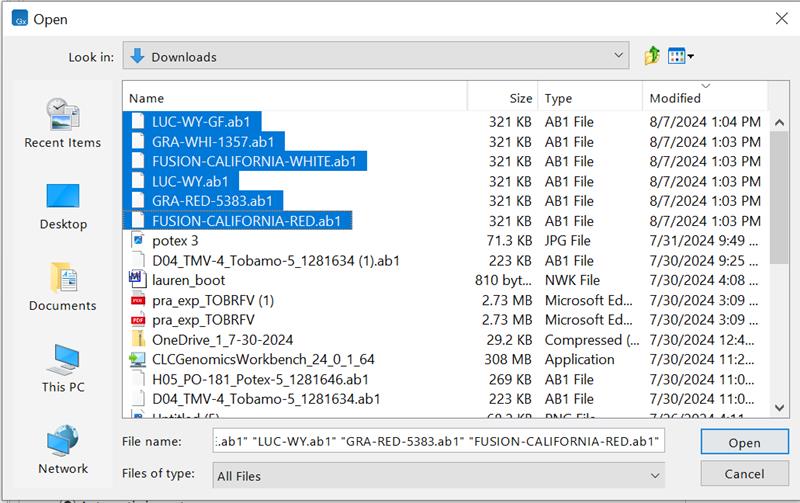 Gx Open
Look in: Downloads
Name Size Type Modified
Recent Items
Desktop
Documents
This PC
Network
LUC-WY-GF.ab1 321 KB AB1 File 8/7/2024 1:04 PM
GRA-WHI-1357.ab1 321 KB AB1 File 8/7/2024 1:03 PM
FUSION-CALIFORNIA-WHITE.ab1 321 KB AB1 File 8/7/2024 1:03 PM
LUC-WY.ab1 321 KB AB1 File 8/7/2024 1:03 PM
GRA-RED-5383.ab1 321 KB AB1 File 8/7/2024 1:03 PM
FUSION-CALIFORNIA-RED.ab1 321 KB AB1 File 8/7/2024 1:03 PM
potex 3 71.3 KB JPG File 7/31/2024 9:49 ...
D04_TMV-4_Tobamo-5_1281634 (1).ab1 223 KB AB1 File 7/30/2024 9:25 ...
lauren_boot 810 byt... NWK File 7/30/2024 4:08 ...
pra_exp_TOBRFV (1) 2.73 MB Microsoft Ed... 7/30/2024 3:09 ...
pra_exp_TOBRFV 2.73 MB Microsoft Ed... 7/30/2024 3:09 ...
OneDrive_1_7-30-2024 29.2 KB Compressed (... 7/30/2024 12:4...
CLCGenomicsWorkbench_24_0_1_64 308 MB Application 7/30/2024 11:2...
H05_PO-181_Potex-5_1281646.ab1 269 KB AB1 File 7/30/2024 11:0...
D04_TMV-4_Tobamo-5_1281634.ab1 223 KB AB1 File 7/30/2024 11:0...
Untitled (5) 68.2 KB PNG File 7/26/2024 4:11
File name: .ab1" "LUC-WY.ab1" "GRA-RED-5383.ab1" "FUSION-CALIFORNIA-RED.ab1"
Open
Files of type: All Files
Cancel